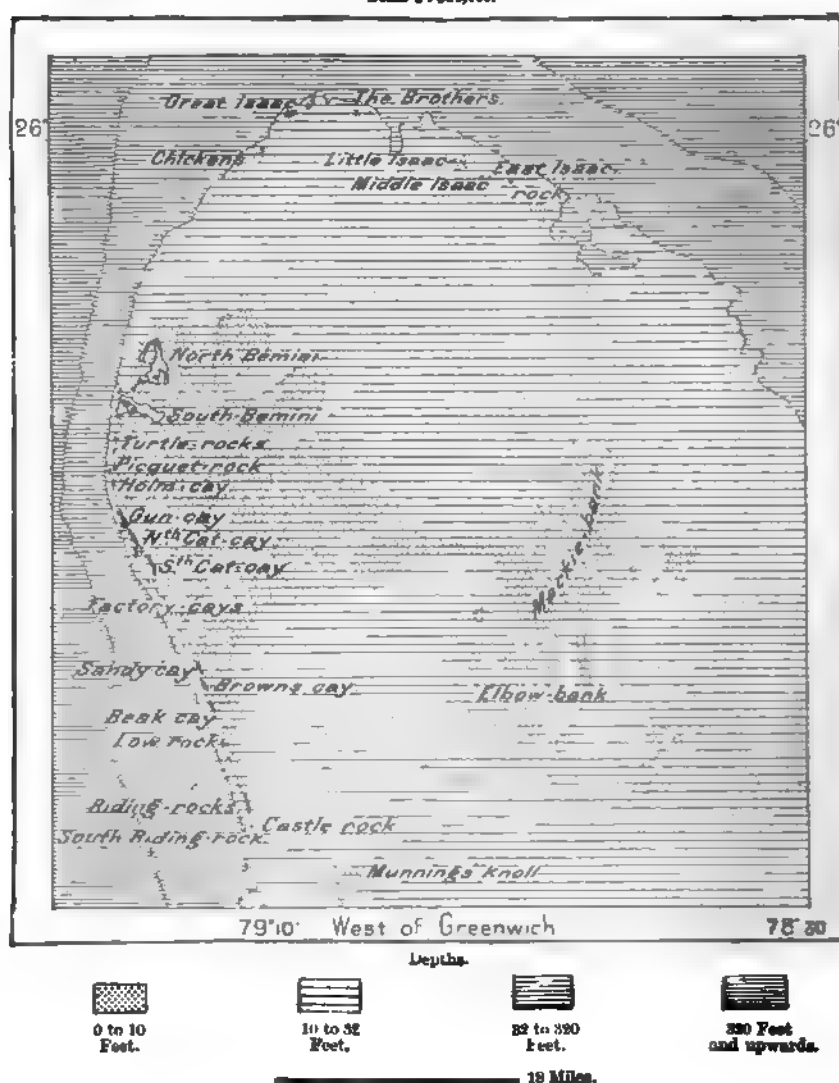 Great Isaac The Brothers
26° 26°
Chickens Little Isaac East Isaac
Middle Isaac rock
North Bemini
South Bemini
Turtle-rocks
Picquet-rock
Holm-cay
Gun-cay
Nth Cat-cay
Sth Cat-cay
Mackie-bank
Factory-cays
Sandy cay
Browns cay
Elbow-bank
Beak cay
Low rock
Riding-rocks
Castle rock
South Riding-rock
Munnings Knoll
79°10' West of Greenwich
Depths.
0 to 10 Feet.
10 to 32 Feet.
32 to 320 Feet.
320 Feet and upwards.
18 Miles.